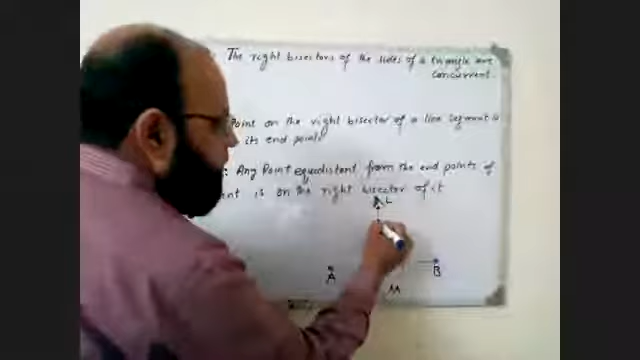 The right bisectors of the sides of a triangle are
concurrent.
Point on the right bisector of a line segment is
its end points
: Any Point equidistant from the end points of
is on the right bisector of it
L
A
B
M